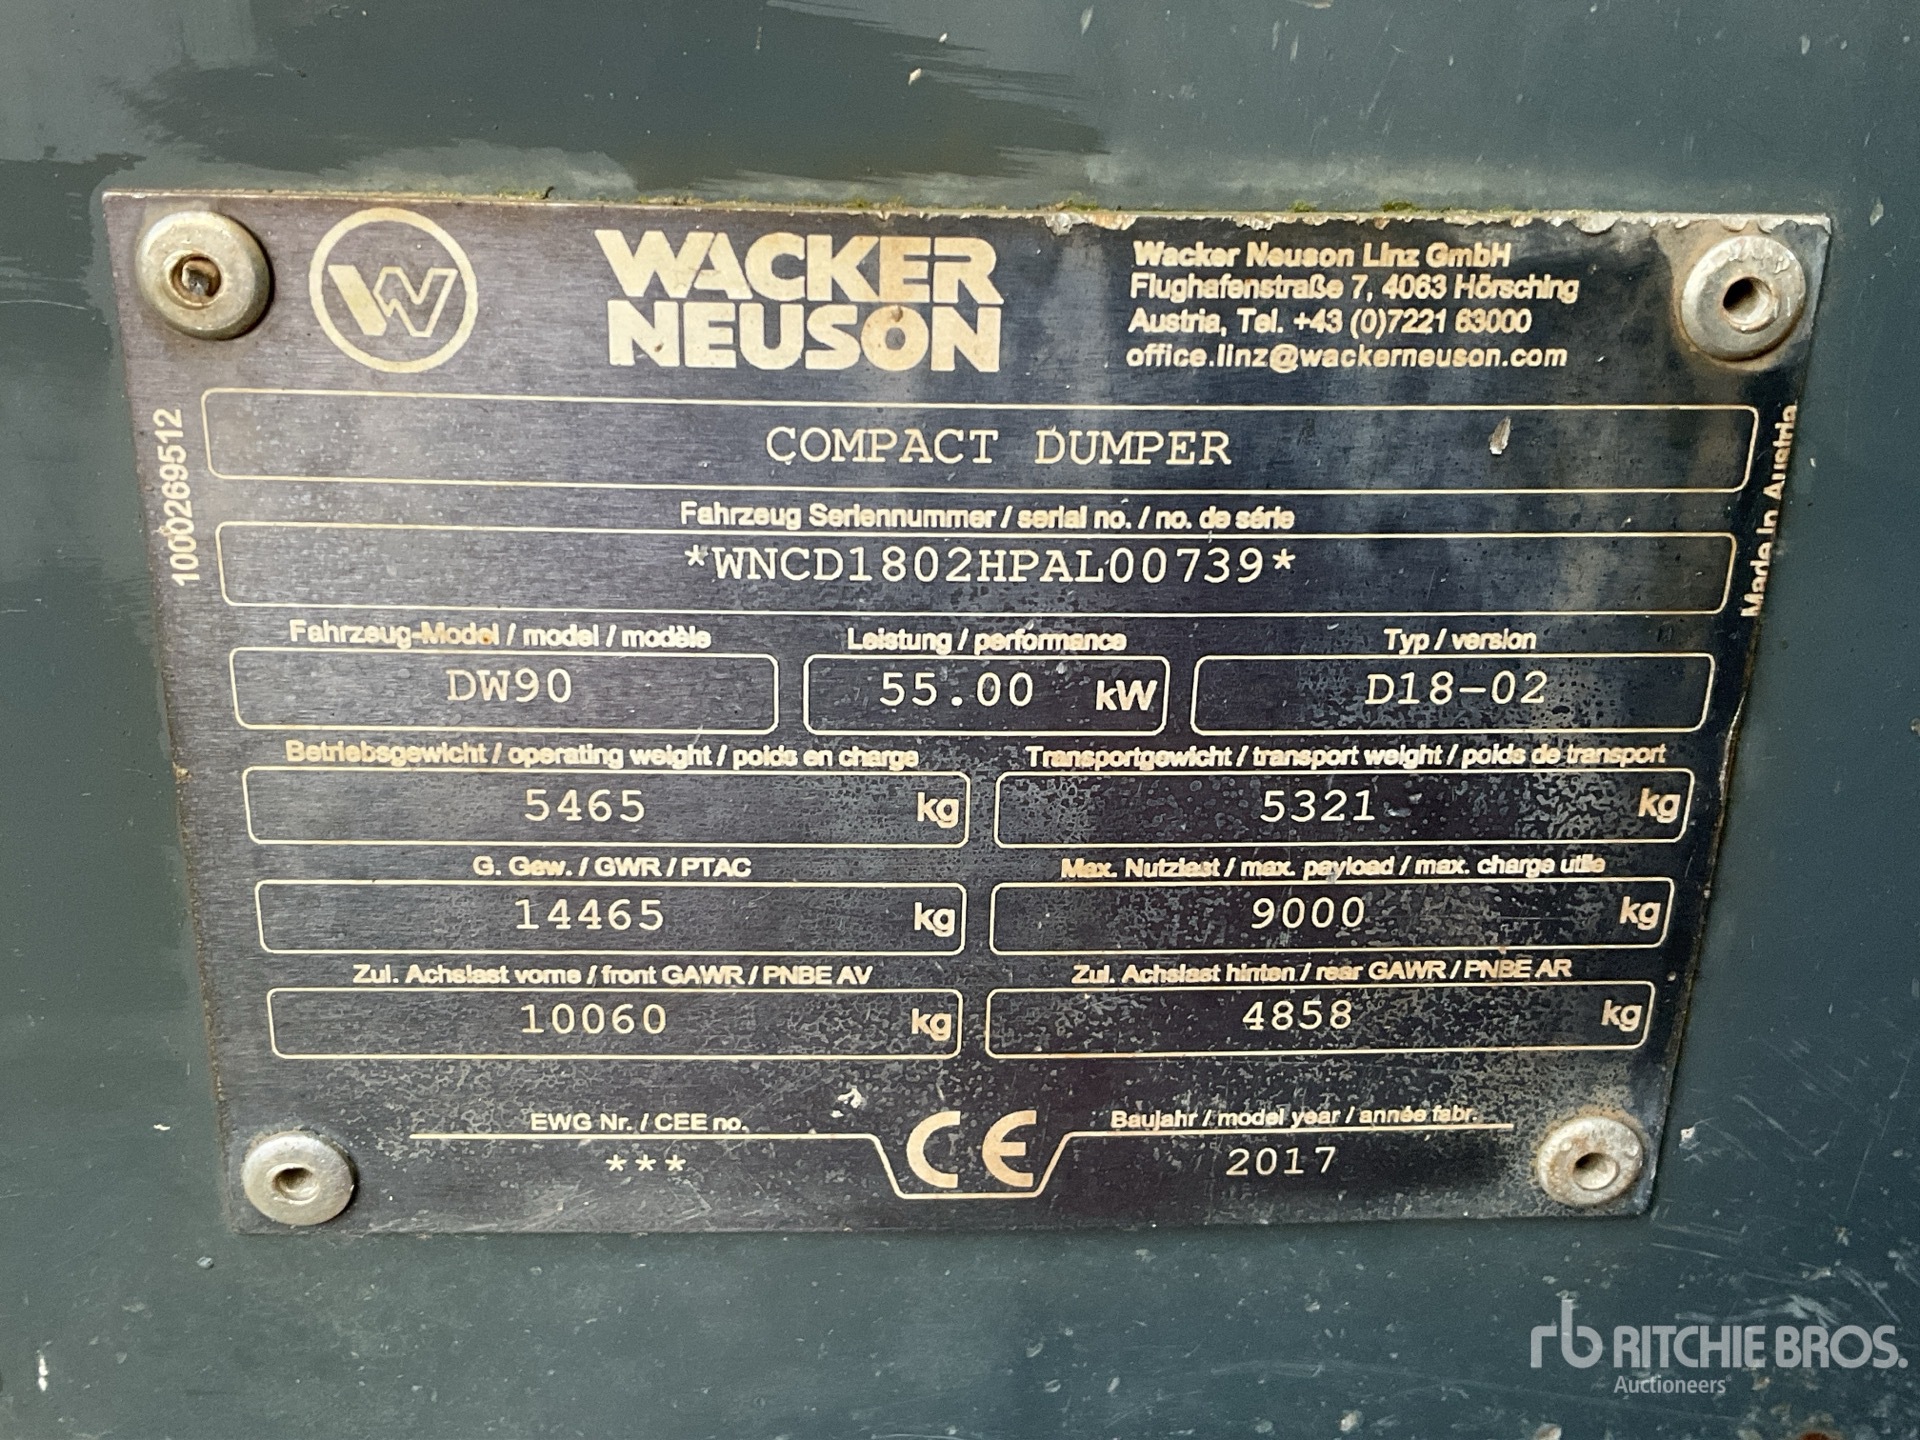 WACKER
NEUSON
Wacker Neuson Linz GmbH
Flughafenstraße 7, 4063 Hörsching
Austria, Tel. +43 (0)7221 63000
office.linz@wackerneuson.com
1000269512
Made in Austria
COMPACT DUMPER
Fahrzeug Seriennummer / serial no. / no. de série
*WNCD1802HPAL00739*
Fahrzeug-Model / model / modèle
DW90
Leistung / performance
55.00 kW
Typ / version
D18-02
Betriebsgewicht / operating weight / poids en charge
5465 kg
Transportgewicht / transport weight / poids de transport
5321 kg
G. Gew. / GWR / PTAC
14465 kg
Max. Nutzlast / max. payload / max. charge utile
9000 kg
Zul. Achslast vorne / front GAWR / PNBE AV
10060 kg
Zul. Achslast hinten / rear GAWR / PNBE AR
4858 kg
EWG Nr. / CEE no.
***
CE
Baujahr / model year / année fabr.
2017
rb RITCHIE BROS.
Auctioneers